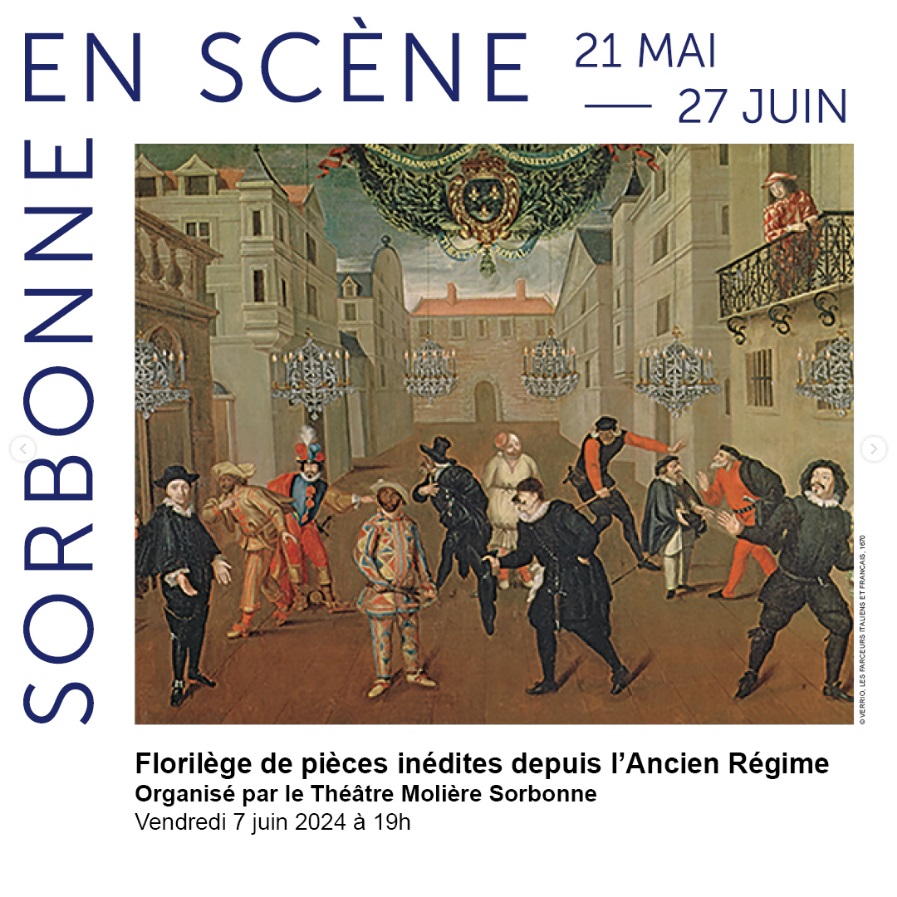 EN SCÈNE
SORBONNE
21 MAI
— 27 JUIN
© VERRIO, LES FARCEURS ITALIENS ET FRANCAIS, 1670
Florilège de pièces inédites depuis l’Ancien Régime
Organisé par le Théâtre Molière Sorbonne
Vendredi 7 juin 2024 à 19h